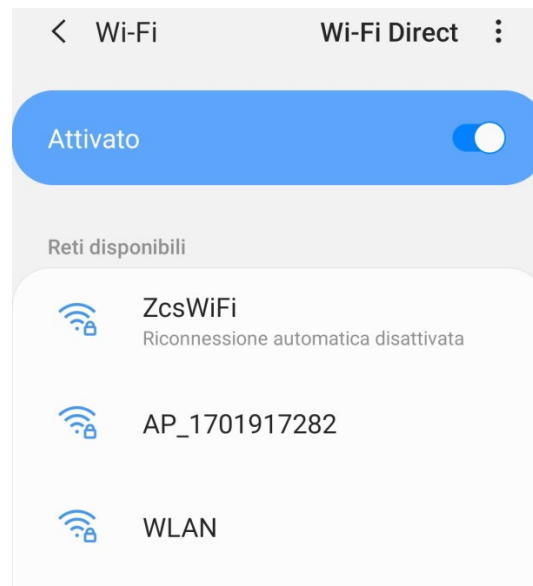 Wi-Fi Wi-Fi Direct
Attivato
Reti disponibili
ZcsWiFi
Riconnessione automatica disattivata
AP_1701917282
WLAN